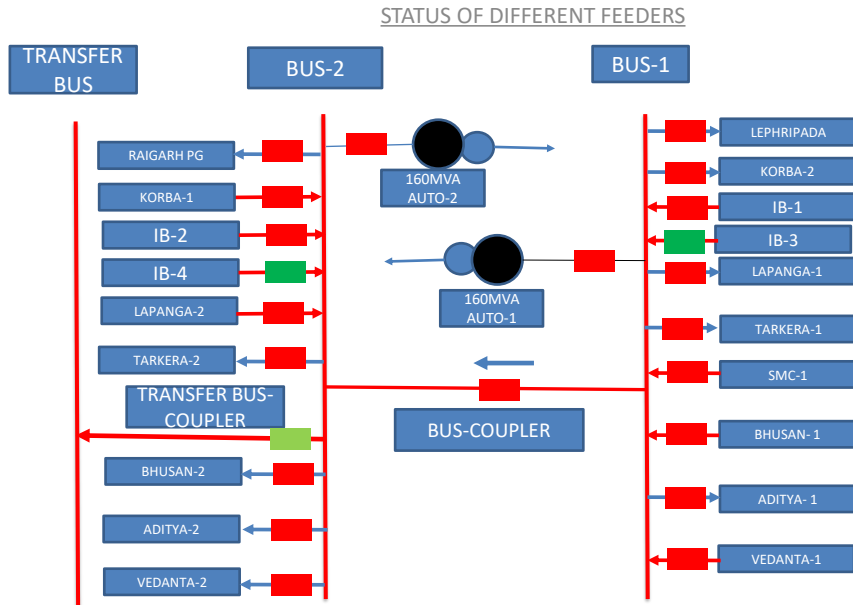 STATUS OF DIFFERENT FEEDERS
TRANSFER
BUS
BUS-2
BUS-1
RAIGARH PG
KORBA-1
IB-2
IB-4
LAPANGA-2
TARKERA-2
TRANSFER BUS-
COUPLER
BHUSAN-2
ADITYA-2
VEDANTA-2
160MVA
AUTO-2
160MVA
AUTO-1
BUS-COUPLER
LEPHRIPADA
KORBA-2
IB-1
IB-3
LAPANGA-1
TARKERA-1
SMC-1
BHUSAN- 1
ADITYA- 1
VEDANTA-1